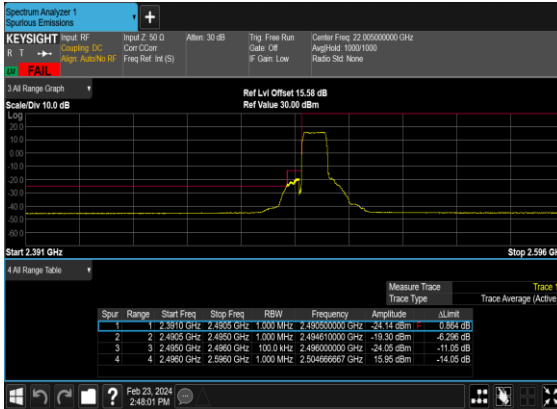 Spectrum Analyzer 1
Spurious Emissions
+
KEYSIGHT
R T
LXI
FAIL
Input: RF
Coupling: DC
Align: Auto/No RF
Input Z: 50 Ω
Corr CCorr
Freq Ref: Int (S)
Atten: 30 dB
Trig: Free Run
Gate: Off
IF Gain: Low
Center Freq: 22.005000000 GHz
Avg|Hold: 1000/1000
Radio Std: None
3 All Range Graph
Scale/Div 10.0 dB
Ref Lvl Offset 15.58 dB
Ref Value 30.00 dBm
Log
20.0
10.0
0.00
-10.0
-20.0
-30.0
-40.0
-50.0
-60.0
Start 2.391 GHz
Stop 2.596 GH
4 All Range Table
Measure Trace Trace 1
Trace Type Trace Average (Active
Spur Range Start Freq Stop Freq RBW Frequency Amplitude ΔLimit
1 1 2.3910 GHz 2.4905 GHz 1.000 MHz 2.490500000 GHz -24.14 dBm F 0.864 dB
2 2 2.4905 GHz 2.4950 GHz 1.000 MHz 2.494610000 GHz -19.30 dBm -6.296 dB
3 3 2.4950 GHz 2.4960 GHz 100.0 kHz 2.496000000 GHz -24.05 dBm -11.05 dB
4 4 2.4960 GHz 2.5960 GHz 1.000 MHz 2.504666667 GHz 15.95 dBm -14.05 dB
?
Feb 23, 2024
2:48:01 PM